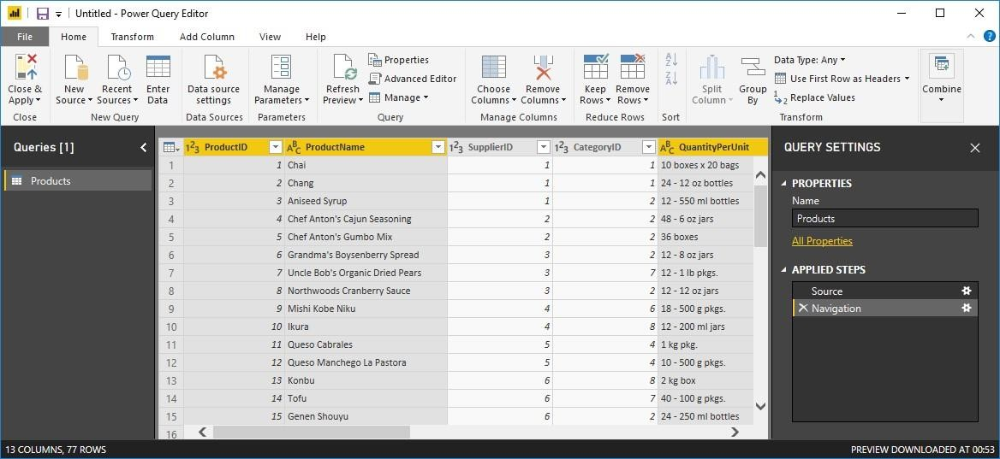 Untitled - Power Query Editor
File Home Transform Add Column View Help
Close & Apply
New Source
Recent Sources
Enter Data
Data source settings
Manage Parameters
Refresh Preview
Properties
Advanced Editor
Manage
Choose Columns
Remove Columns
Keep Rows
Remove Rows
Split Column
Group By
Data Type: Any
Use First Row as Headers
Replace Values
Combine
Close New Query Data Sources Parameters Query Manage Columns Reduce Rows Sort Transform
Queries [1]
Products
ProductID ProductName SupplierID CategoryID QuantityPerUnit
1 1 Chai 1 1 10 boxes x 20 bags
2 2 Chang 1 1 24 - 12 oz bottles
3 3 Aniseed Syrup 1 2 12 - 550 ml bottles
4 4 Chef Anton's Cajun Seasoning 2 2 48 - 6 oz jars
5 5 Chef Anton's Gumbo Mix 2 2 36 boxes
6 6 Grandma's Boysenberry Spread 3 2 12 - 8 oz jars
7 7 Uncle Bob's Organic Dried Pears 3 7 12 - 1 lb pkgs.
8 8 Northwoods Cranberry Sauce 3 2 12 - 12 oz jars
9 9 Mishi Kobe Niku 4 6 18 - 500 g pkgs.
10 10 Ikura 4 8 12 - 200 ml jars
11 11 Queso Cabrales 5 4 1 kg pkg.
12 12 Queso Manchego La Pastora 5 4 10 - 500 g pkgs.
13 13 Konbu 6 8 2 kg box
14 14 Tofu 6 7 40 - 100 g pkgs.
15 15 Genen Shouyu 6 2 24 - 250 ml bottles
16
QUERY SETTINGS
PROPERTIES
Name
Products
All Properties
APPLIED STEPS
Source
Navigation
13 COLUMNS, 77 ROWS
PREVIEW DOWNLOADED AT 00:53